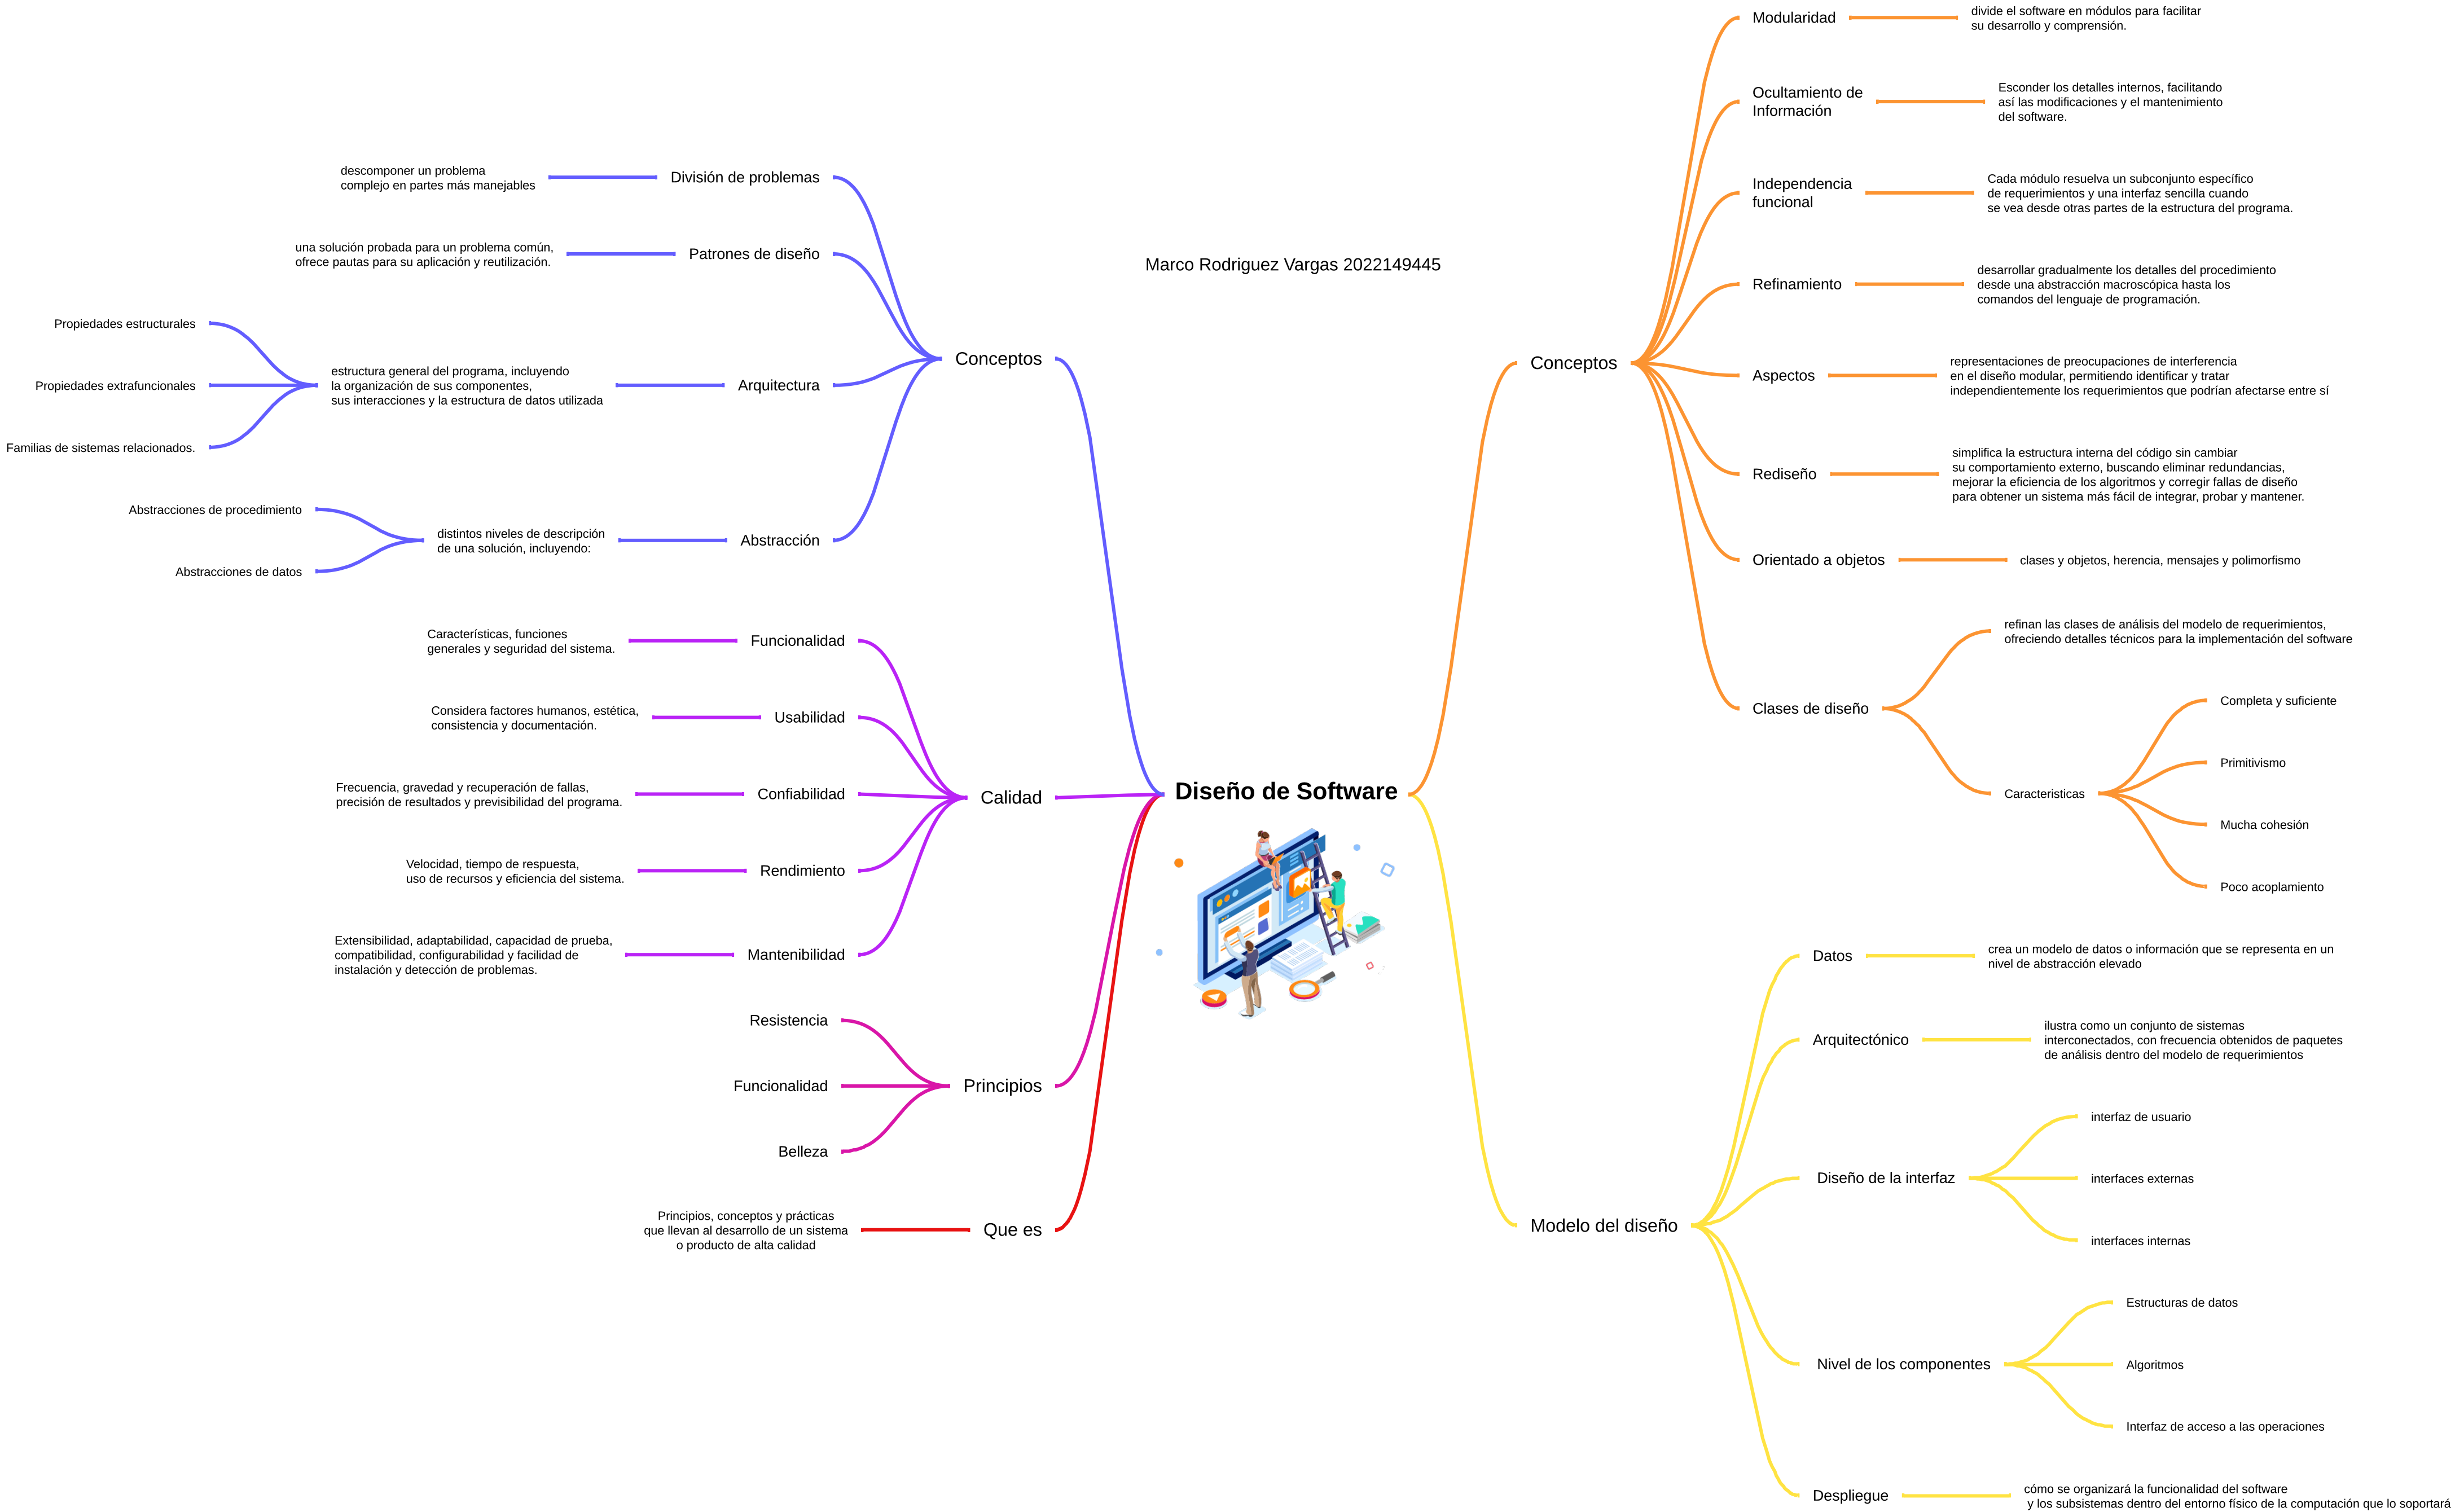 Marco Rodriguez Vargas 2022149445
Diseño de Software
Conceptos
División de problemas
descomponer un problema
complejo en partes más manejables
Patrones de diseño
una solución probada para un problema común,
ofrece pautas para su aplicación y reutilización.
Arquitectura
estructura general del programa, incluyendo
la organización de sus componentes,
sus interacciones y la estructura de datos utilizada
Propiedades estructurales
Propiedades extrafuncionales
Familias de sistemas relacionados.
Abstracción
distintos niveles de descripción
de una solución, incluyendo:
Abstracciones de procedimiento
Abstracciones de datos
Calidad
Funcionalidad
Características, funciones
generales y seguridad del sistema.
Usabilidad
Considera factores humanos, estética,
consistencia y documentación.
Confiabilidad
Frecuencia, gravedad y recuperación de fallas,
precisión de resultados y previsibilidad del programa.
Rendimiento
Velocidad, tiempo de respuesta,
uso de recursos y eficiencia del sistema.
Mantenibilidad
Extensibilidad, adaptabilidad, capacidad de prueba,
compatibilidad, configurabilidad y facilidad de
instalación y detección de problemas.
Principios
Resistencia
Funcionalidad
Belleza
Que es
Principios, conceptos y prácticas
que llevan al desarrollo de un sistema
o producto de alta calidad
Conceptos
Modularidad
divide el software en módulos para facilitar
su desarrollo y comprensión.
Ocultamiento de
Información
Esconder los detalles internos, facilitando
así las modificaciones y el mantenimiento
del software.
Independencia
funcional
Cada módulo resuelva un subconjunto específico
de requerimientos y una interfaz sencilla cuando
se vea desde otras partes de la estructura del programa.
Refinamiento
desarrollar gradualmente los detalles del procedimiento
desde una abstracción macroscópica hasta los
comandos del lenguaje de programación.
Aspectos
representaciones de preocupaciones de interferencia
en el diseño modular, permitiendo identificar y tratar
independientemente los requerimientos que podrían afectarse entre sí
Rediseño
simplifica la estructura interna del código sin cambiar
su comportamiento externo, buscando eliminar redundancias,
mejorar la eficiencia de los algoritmos y corregir fallas de diseño
para obtener un sistema más fácil de integrar, probar y mantener.
Orientado a objetos
clases y objetos, herencia, mensajes y polimorfismo
Clases de diseño
refinan las clases de análisis del modelo de requerimientos,
ofreciendo detalles técnicos para la implementación del software
Caracteristicas
Completa y suficiente
Primitivismo
Mucha cohesión
Poco acoplamiento
Modelo del diseño
Datos
crea un modelo de datos o información que se representa en un
nivel de abstracción elevado
Arquitectónico
ilustra como un conjunto de sistemas
interconectados, con frecuencia obtenidos de paquetes
de análisis dentro del modelo de requerimientos
Diseño de la interfaz
interfaz de usuario
interfaces externas
interfaces internas
Nivel de los componentes
Estructuras de datos
Algoritmos
Interfaz de acceso a las operaciones
Despliegue
cómo se organizará la funcionalidad del software
y los subsistemas dentro del entorno físico de la computación que lo soportará